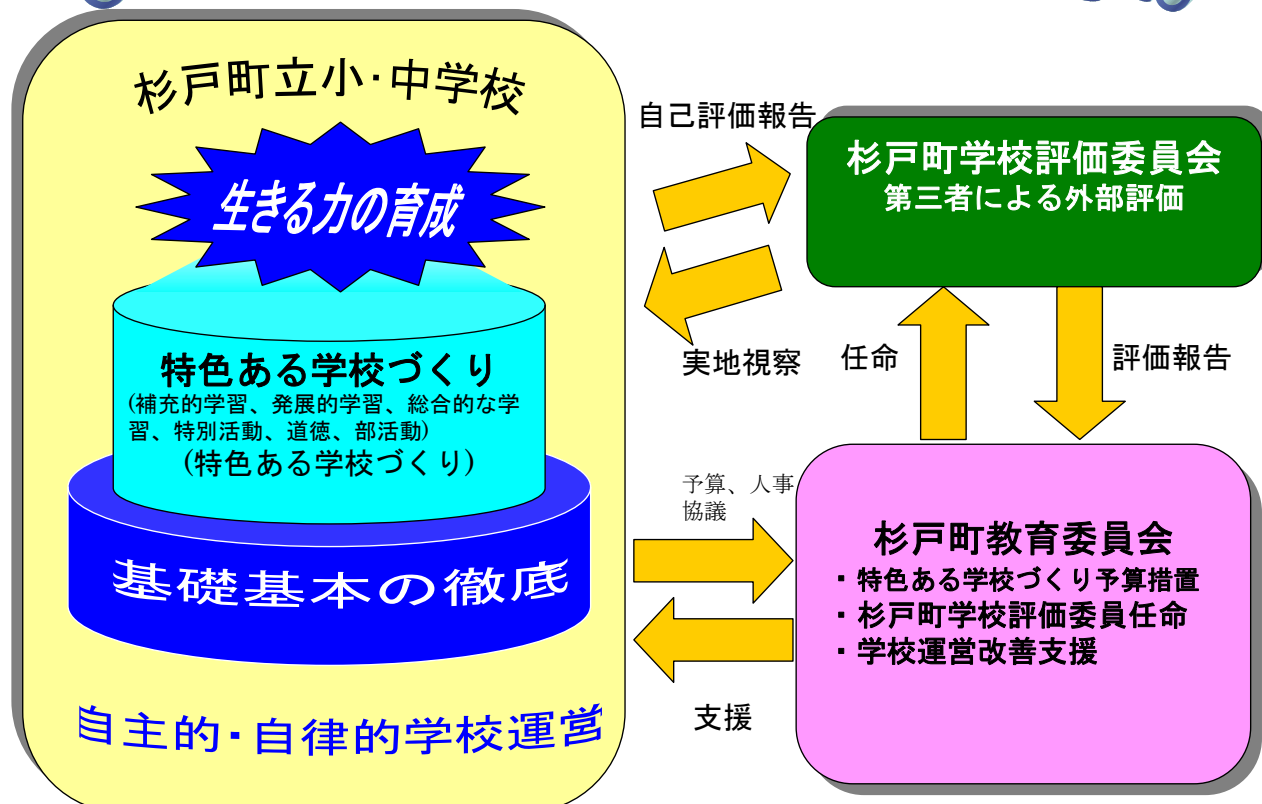 杉戸町立小・中学校
生きる力の育成
特色ある学校づくり
(補充的学習、発展的学習、総合的な学
習、特別活動、道徳、部活動)
(特色ある学校づくり)
基礎基本の徹底
自主的・自律的学校運営
自己評価報告
実地視察
杉戸町学校評価委員会
第三者による外部評価
任命
評価報告
予算、人事
協議
支援
杉戸町教育委員会
・特色ある学校づくり予算措置
・杉戸町学校評価委員任命
・学校運営改善支援